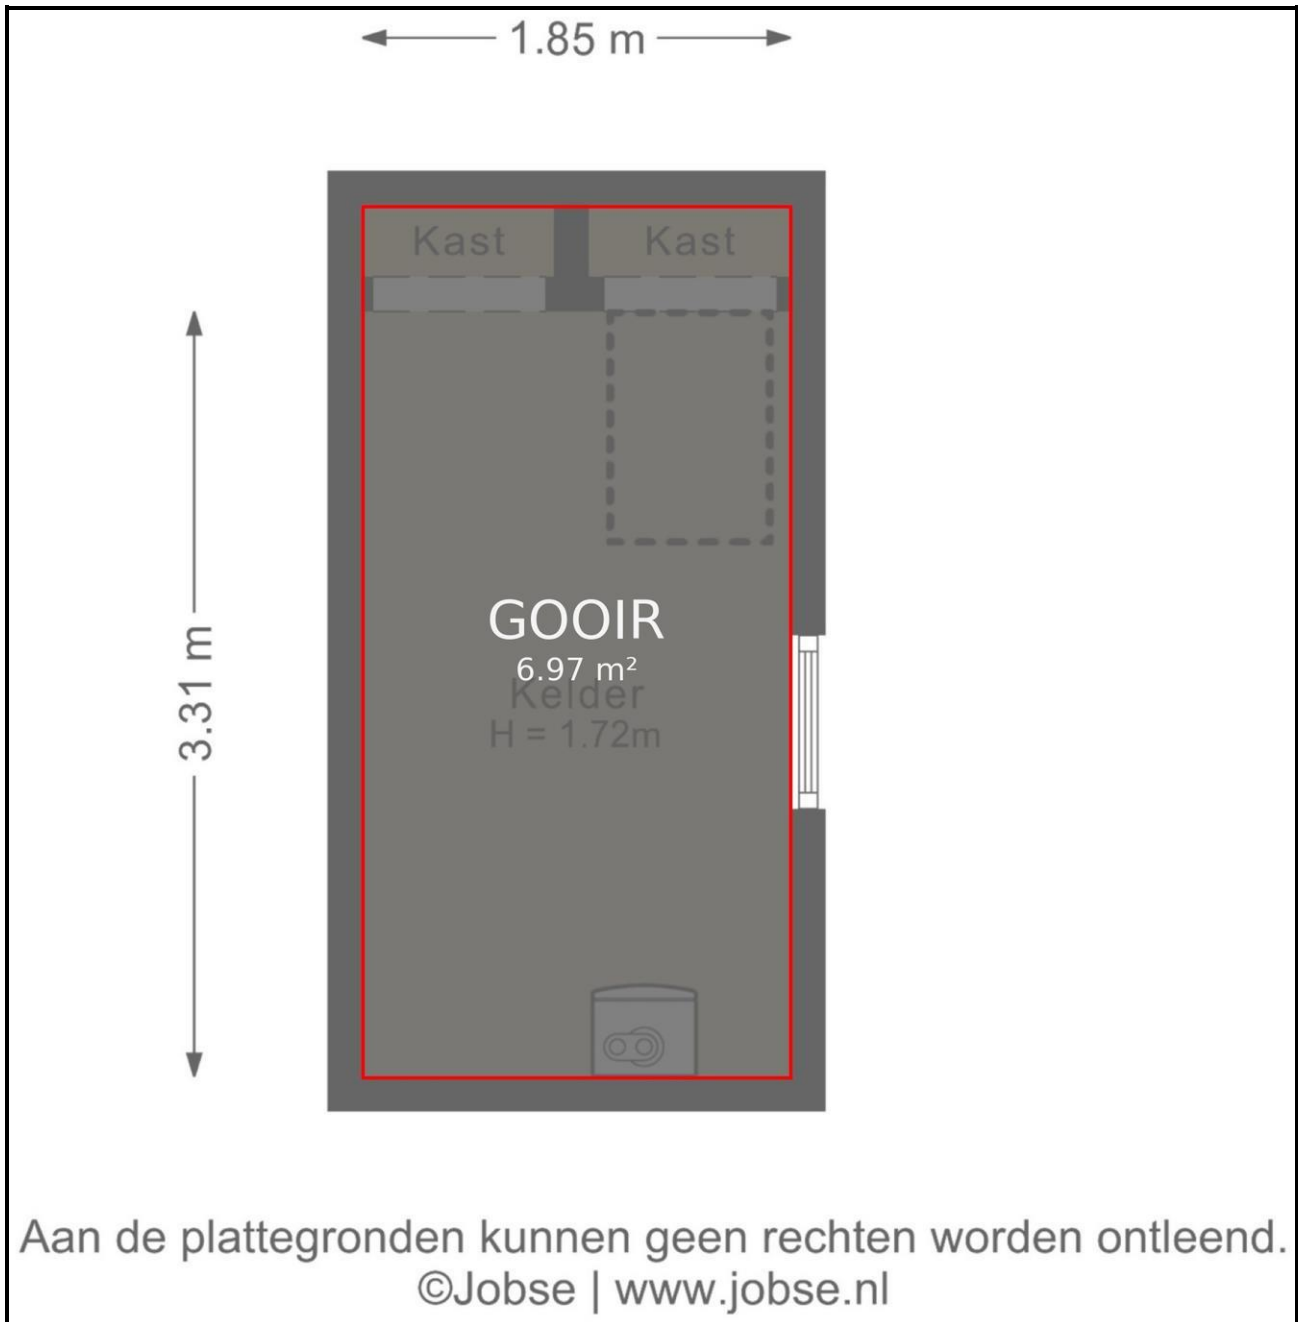 1.85 m
Kast Kast
GOOIR
6.97 m²
Kelder
H = 1.72m
3.31 m
Aan de plattegronden kunnen geen rechten worden ontleend.
©Jobse | www.jobse.nl